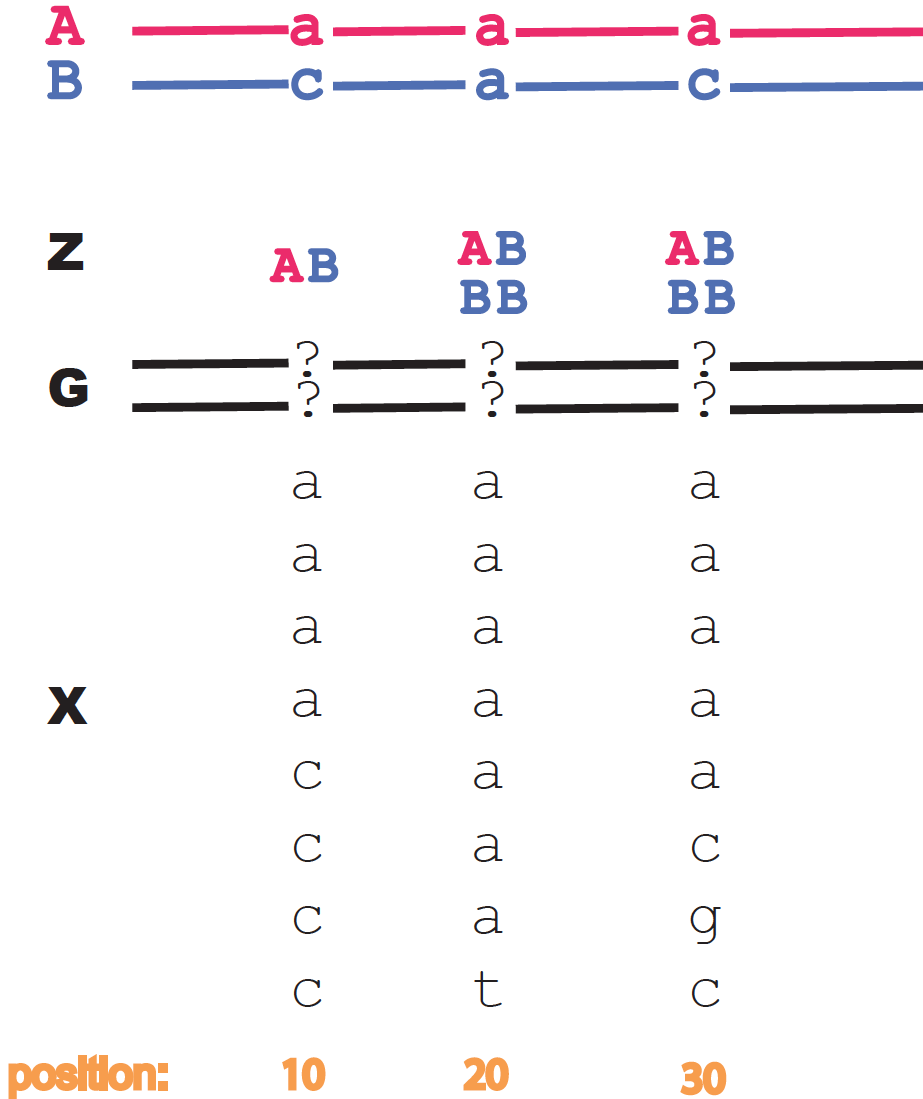 A a a a
B c a c
Z AB AB AB
BB BB
G ? ? ?
? ? ?
a a a
a a a
a a a
X a a a
c a a
c a c
c a g
c t c
position: 10 20 30